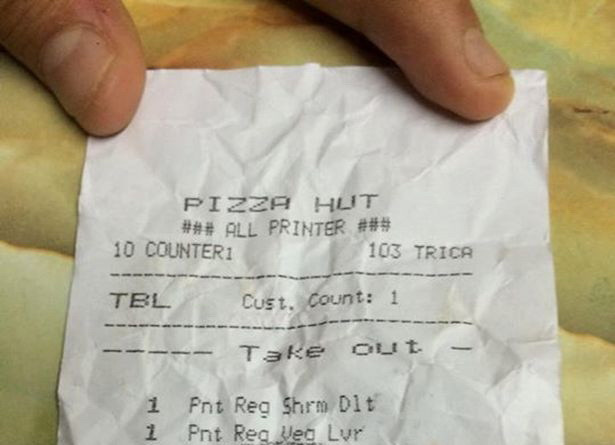 PIZZA HUT
### ALL PRINTER ###
10 COUNTER1 103 TRICA
--------------------------------
TBL Cust. Count: 1
--------------------------------
----- Take out -
1 Pnt Reg Shrm Dlt
1 Pnt Reg Veg Lvr